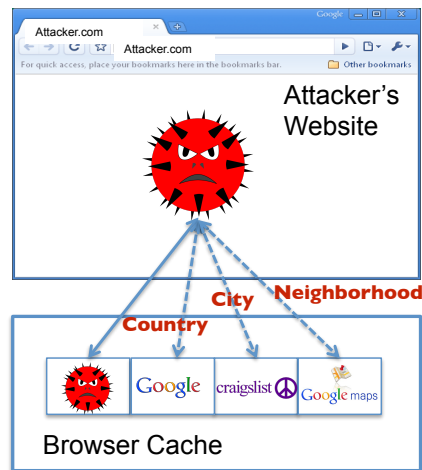 Google
Attacker.com
Attacker.com
For quick access, place your bookmarks here in the bookmarks bar.
Other bookmarks
Attacker's
Website
Neighborhood
City
Country
Google
craigslist
Google maps
Browser Cache